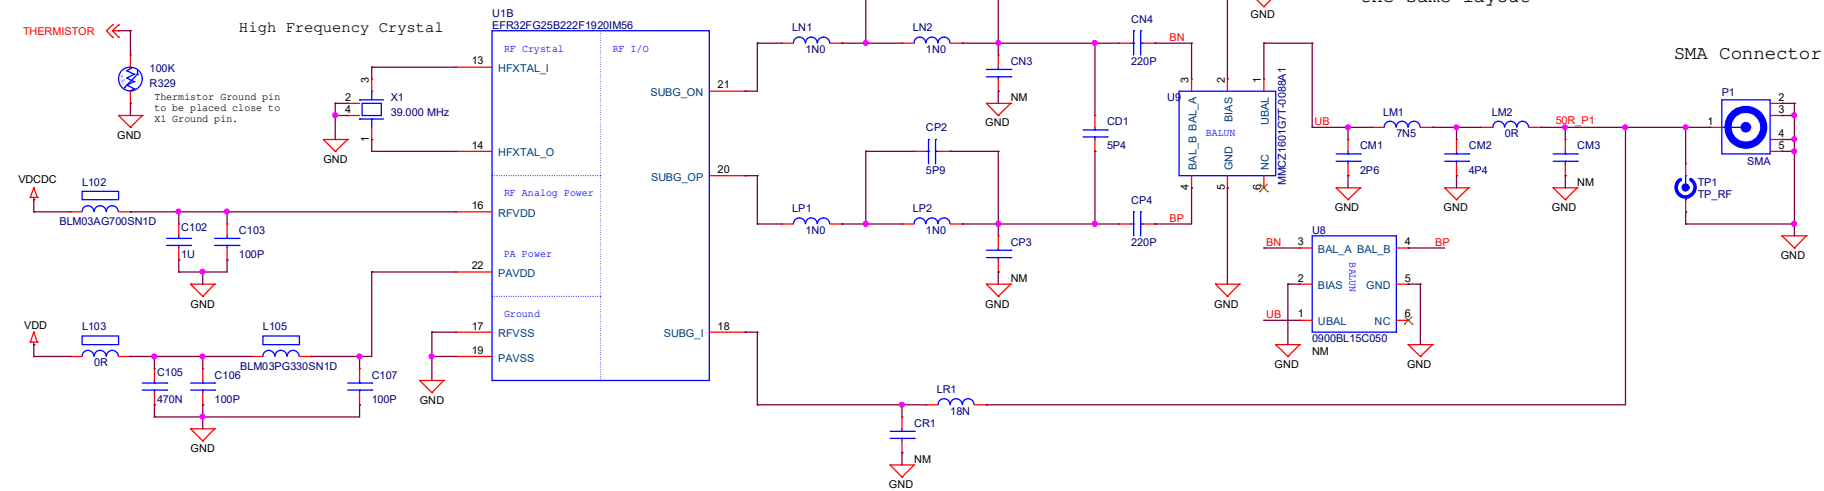 THERMISTOR
100K
R329
Thermistor Ground pin
to be placed close to
X1 Ground pin.
GND
High Frequency Crystal
3
2
4
1
X1
39.000 MHz
GND
U1B
EFR32FG25B222F1920IM56
RF Crystal
RF I/O
13
HFXTAL_I
14
HFXTAL_O
RF Analog Power
16
RFVDD
PA Power
22
PAVDD
Ground
17
RFVSS
19
PAVSS
GND
SUBG_ON
21
SUBG_OP
20
SUBG_I
18
VDCDC
L102
BLM03AG700SN1D
C102
1U
C103
100P
GND
VDD
L103
0R
L105
BLM03PG330SN1D
C105
470N
C106
100P
C107
100P
GND
LN1
1N0
LN2
1N0
CN3
NM
GND
CN4
220P
BN
CP2
5P9
CD1
5P4
LP1
1N0
LP2
1N0
CP3
NM
GND
CP4
220P
BP
GND
U9
3
2
1
BAL_A
BIAS
UBAL
BALUN
BAL_B
GND
NC
4
5
6
MMCZ1601G7T-0088A1
GND
the same layout
UB
LM1
7N5
LM2
0R
50R_P1
CM1
2P6
GND
CM2
4P4
GND
CM3
NM
GND
TP1
TP_RF
SMA Connector
P1
1
2
3
4
5
SMA
GND
U8
BN
3
BAL_A
BAL_B
4
BP
BALUN
2
BIAS
GND
5
UB
1
UBAL
NC
6
0900BL15C050
NM
GND
GND
LR1
18N
CR1
NM
GND